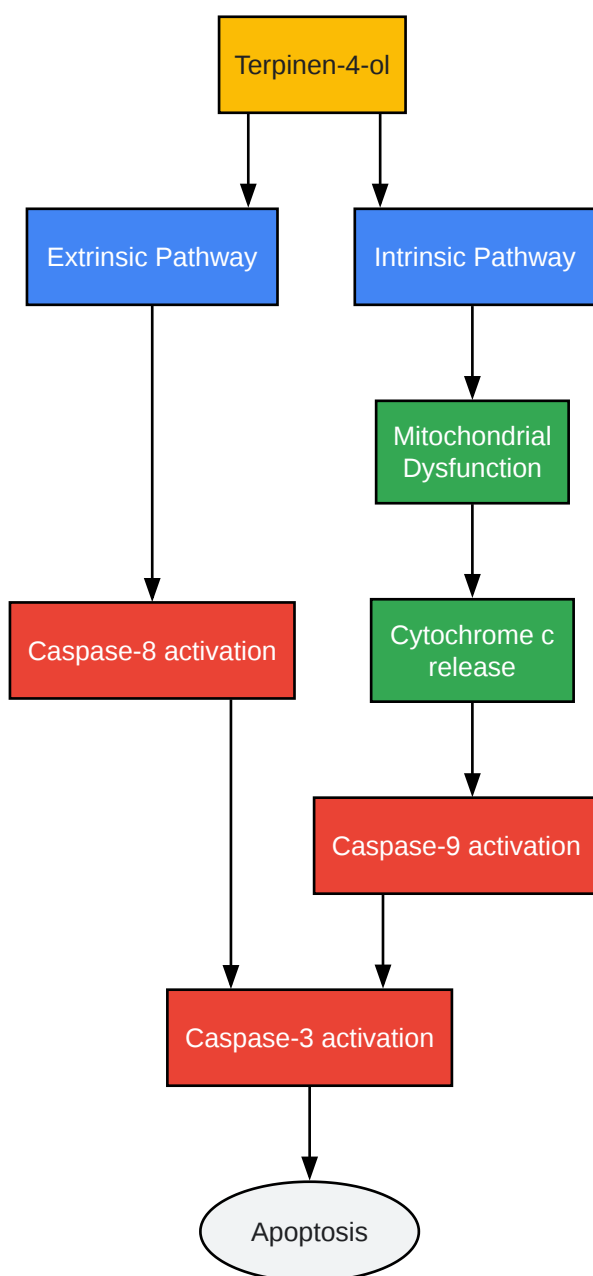 Terpinen-4-ol
Extrinsic Pathway
Intrinsic Pathway
Mitochondrial
Dysfunction
Caspase-8 activation
Cytochrome c
release
Caspase-9 activation
Caspase-3 activation
Apoptosis